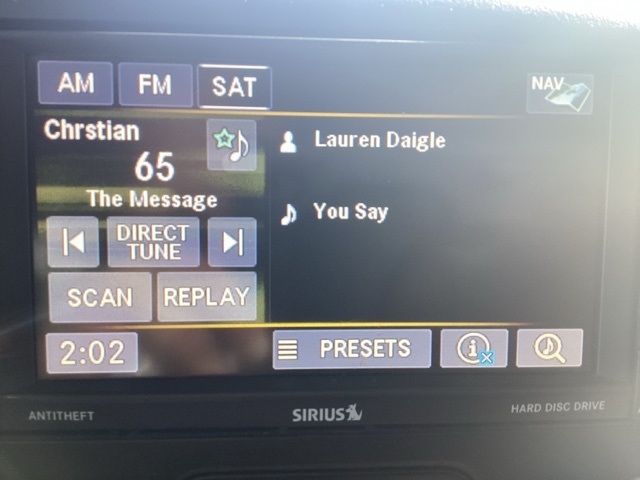 AM FM SAT NAV
Chrstian
65
The Message
Lauren Daigle
You Say
DIRECT
TUNE
SCAN REPLAY
2:02 PRESETS
ANTITHEFT SIRIUS HARD DISC DRIVE